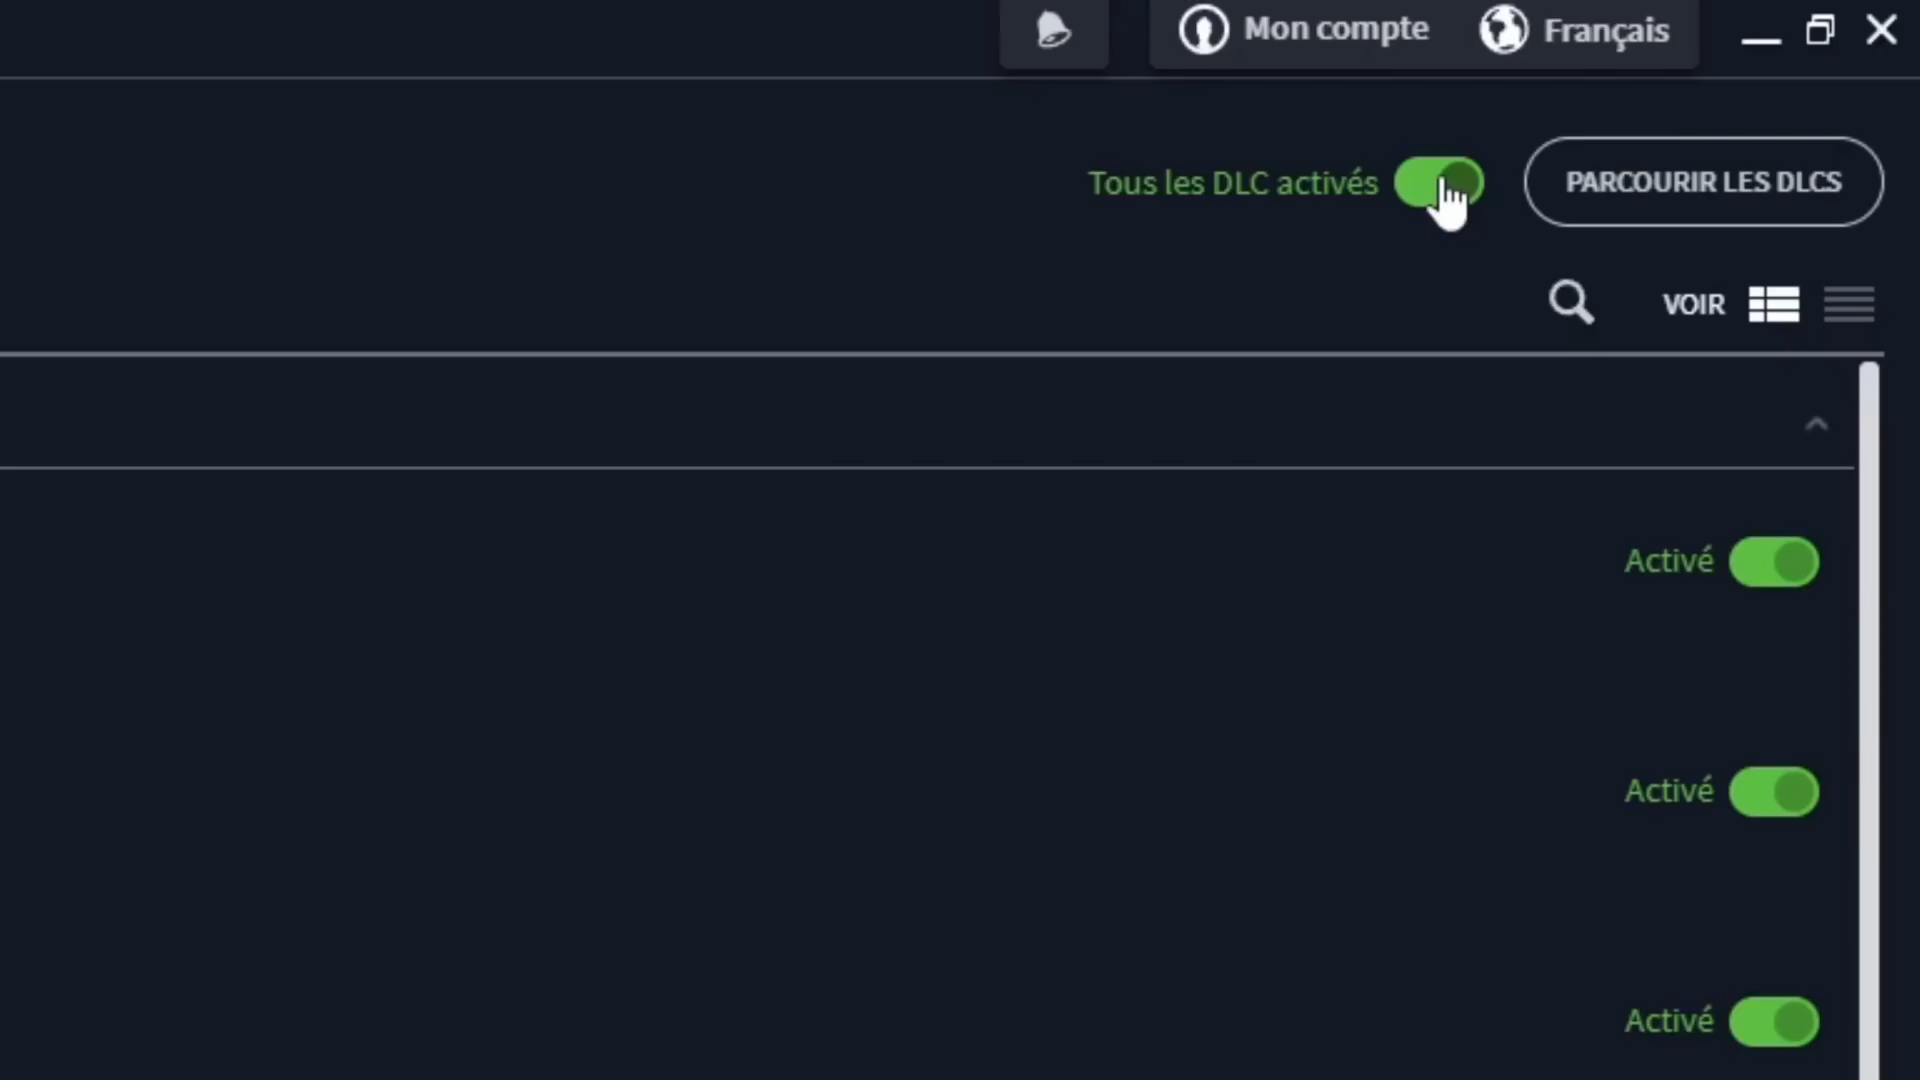 Mon compte
Français
Tous les DLC activés
PARCOURIR LES DLCS
VOIR
Activé
Activé
Activé